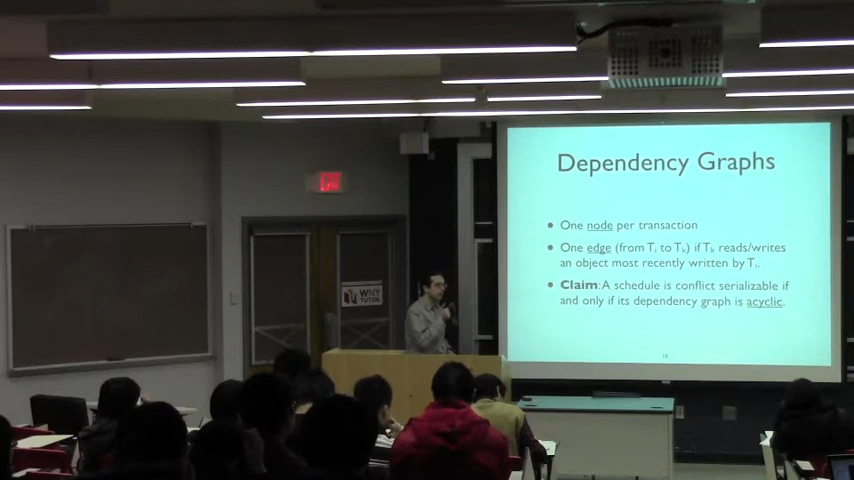 Dependency Graphs
• One node per transaction
• One edge (from Tᵢ to Tₖ) if Tₖ reads/writes
an object most recently written by Tᵢ.
• Claim: A schedule is conflict serializable if
and only if its dependency graph is acyclic.
WNY
TUTOR